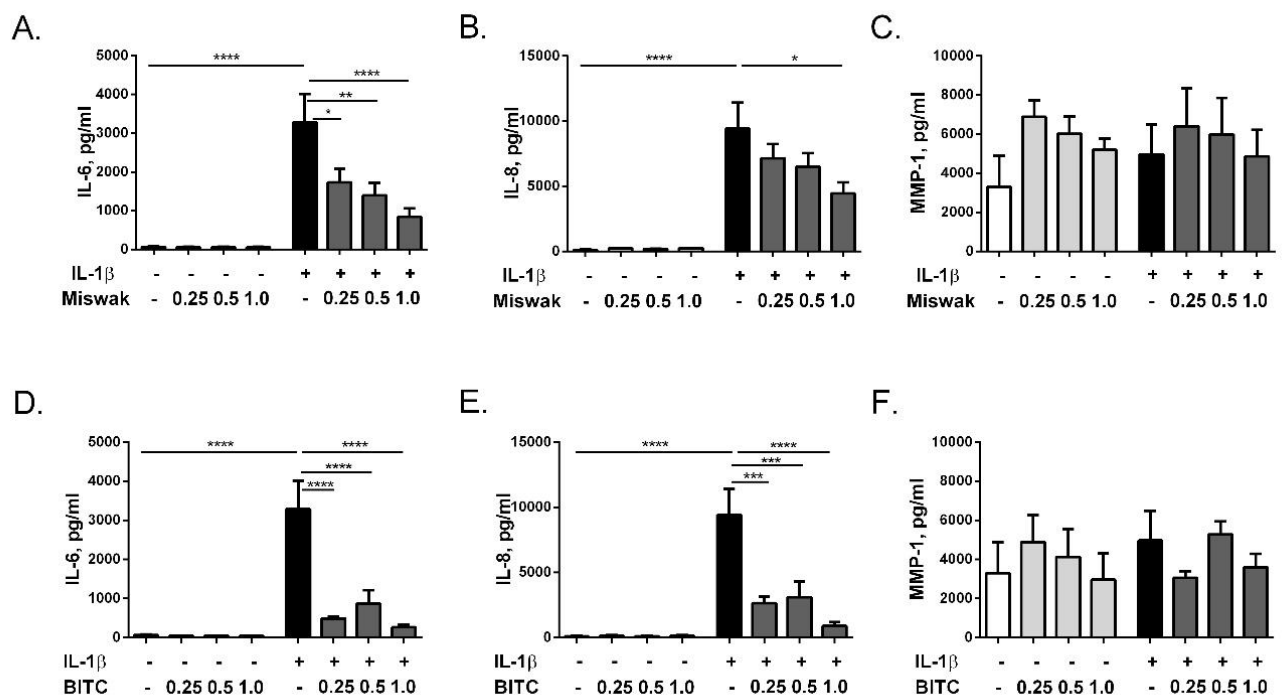 A.
5000
4000
3000
2000
1000
0
IL-6, pg/ml
****
****
**
*
IL-1β - - - - + + + +
Miswak - 0.25 0.5 1.0 - 0.25 0.5 1.0
B.
15000
10000
5000
0
IL-8, pg/ml
****
*
IL-1β - - - - + + + +
Miswak - 0.25 0.5 1.0 - 0.25 0.5 1.0
C.
10000
8000
6000
4000
2000
0
MMP-1, pg/ml
IL-1β - - - - + + + +
Miswak - 0.25 0.5 1.0 - 0.25 0.5 1.0
D.
5000
4000
3000
2000
1000
0
IL-6, pg/ml
****
****
****
****
IL-1β - - - - + + + +
BITC - 0.25 0.5 1.0 - 0.25 0.5 1.0
E.
15000
10000
5000
0
IL-8, pg/ml
****
****
***
***
IL-1β - - - - + + + +
BITC - 0.25 0.5 1.0 - 0.25 0.5 1.0
F.
10000
8000
6000
4000
2000
0
MMP-1, pg/ml
IL-1β - - - - + + + +
BITC - 0.25 0.5 1.0 - 0.25 0.5 1.0